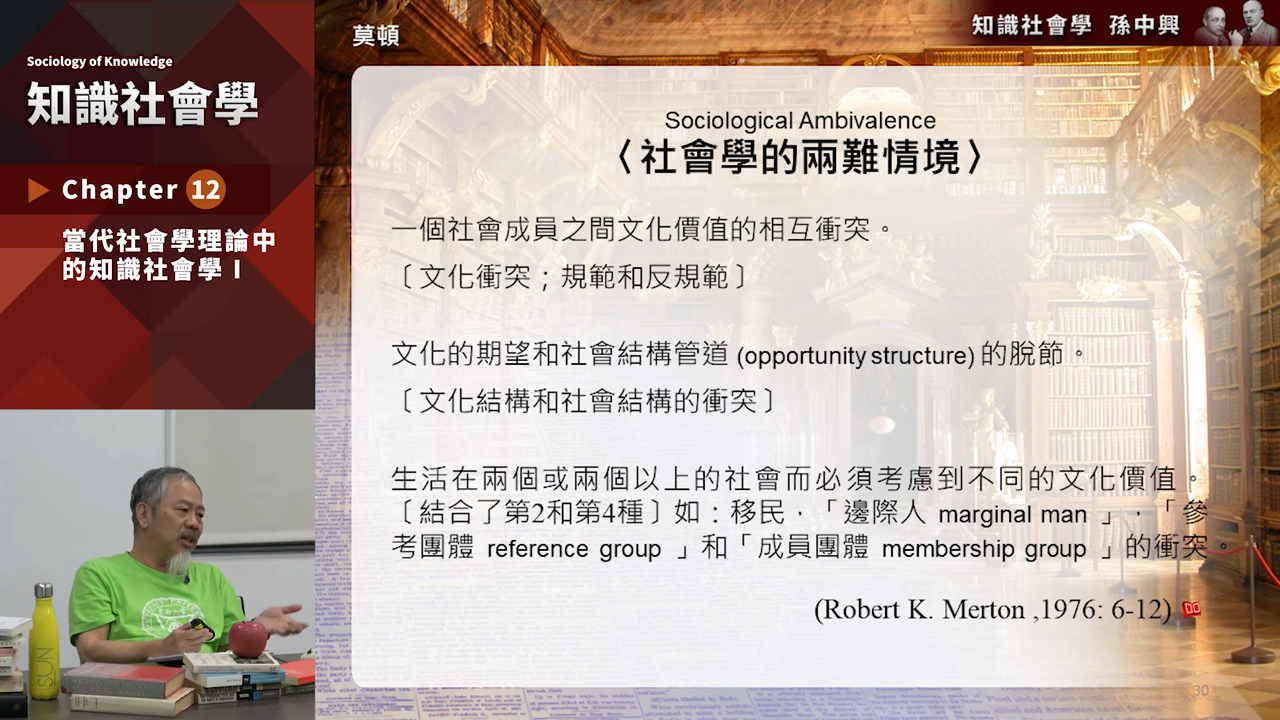 Sociology of Knowledge
知識社會學
Chapter 12
當代社會學理論中
的知識社會學 I
莫頓
知識社會學 孫中興
Sociological Ambivalence
〈社會學的兩難情境〉
一個社會成員之間文化價值的相互衝突。
〔文化衝突；規範和反規範〕
文化的期望和社會結構管道 (opportunity structure) 的脫節。
〔文化結構和社會結構的衝突〕
生活在兩個或兩個以上的社會而必須考慮到不同的文化價值。
〔結合了第2和第4種〕如：移民，「邊際人 marginal man 」，「參
考團體 reference group 」和「成員團體 membership group 」的衝突。
(Robert K. Merton ,1976: 6-12)
30
SUN